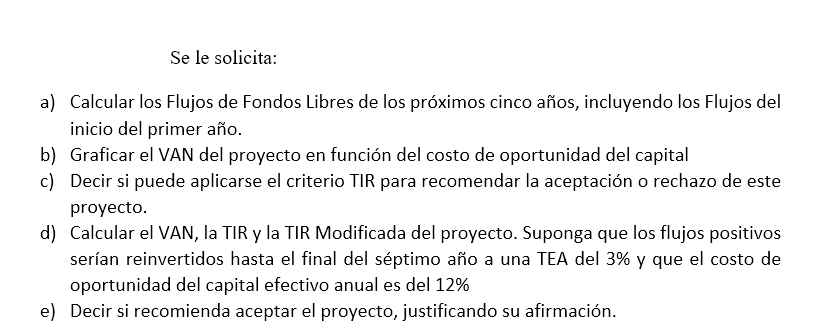 Se le solicita:
a) Calcular los Flujos de Fondos Libres de los próximos cinco años, incluyendo los Flujos del
inicio del primer año.
b) Graficar el VAN del proyecto en función del costo de oportunidad del capital
c) Decir si puede aplicarse el criterio TIR para recomendar la aceptación o rechazo de este
proyecto.
d) Calcular el VAN, la TIR y la TIR Modificada del proyecto. Suponga que los flujos positivos
serían reinvertidos hasta el final del séptimo año a una TEA del 3% y que el costo de
oportunidad del capital efectivo anual es del 12%
e) Decir si recomienda aceptar el proyecto, justificando su afirmación.